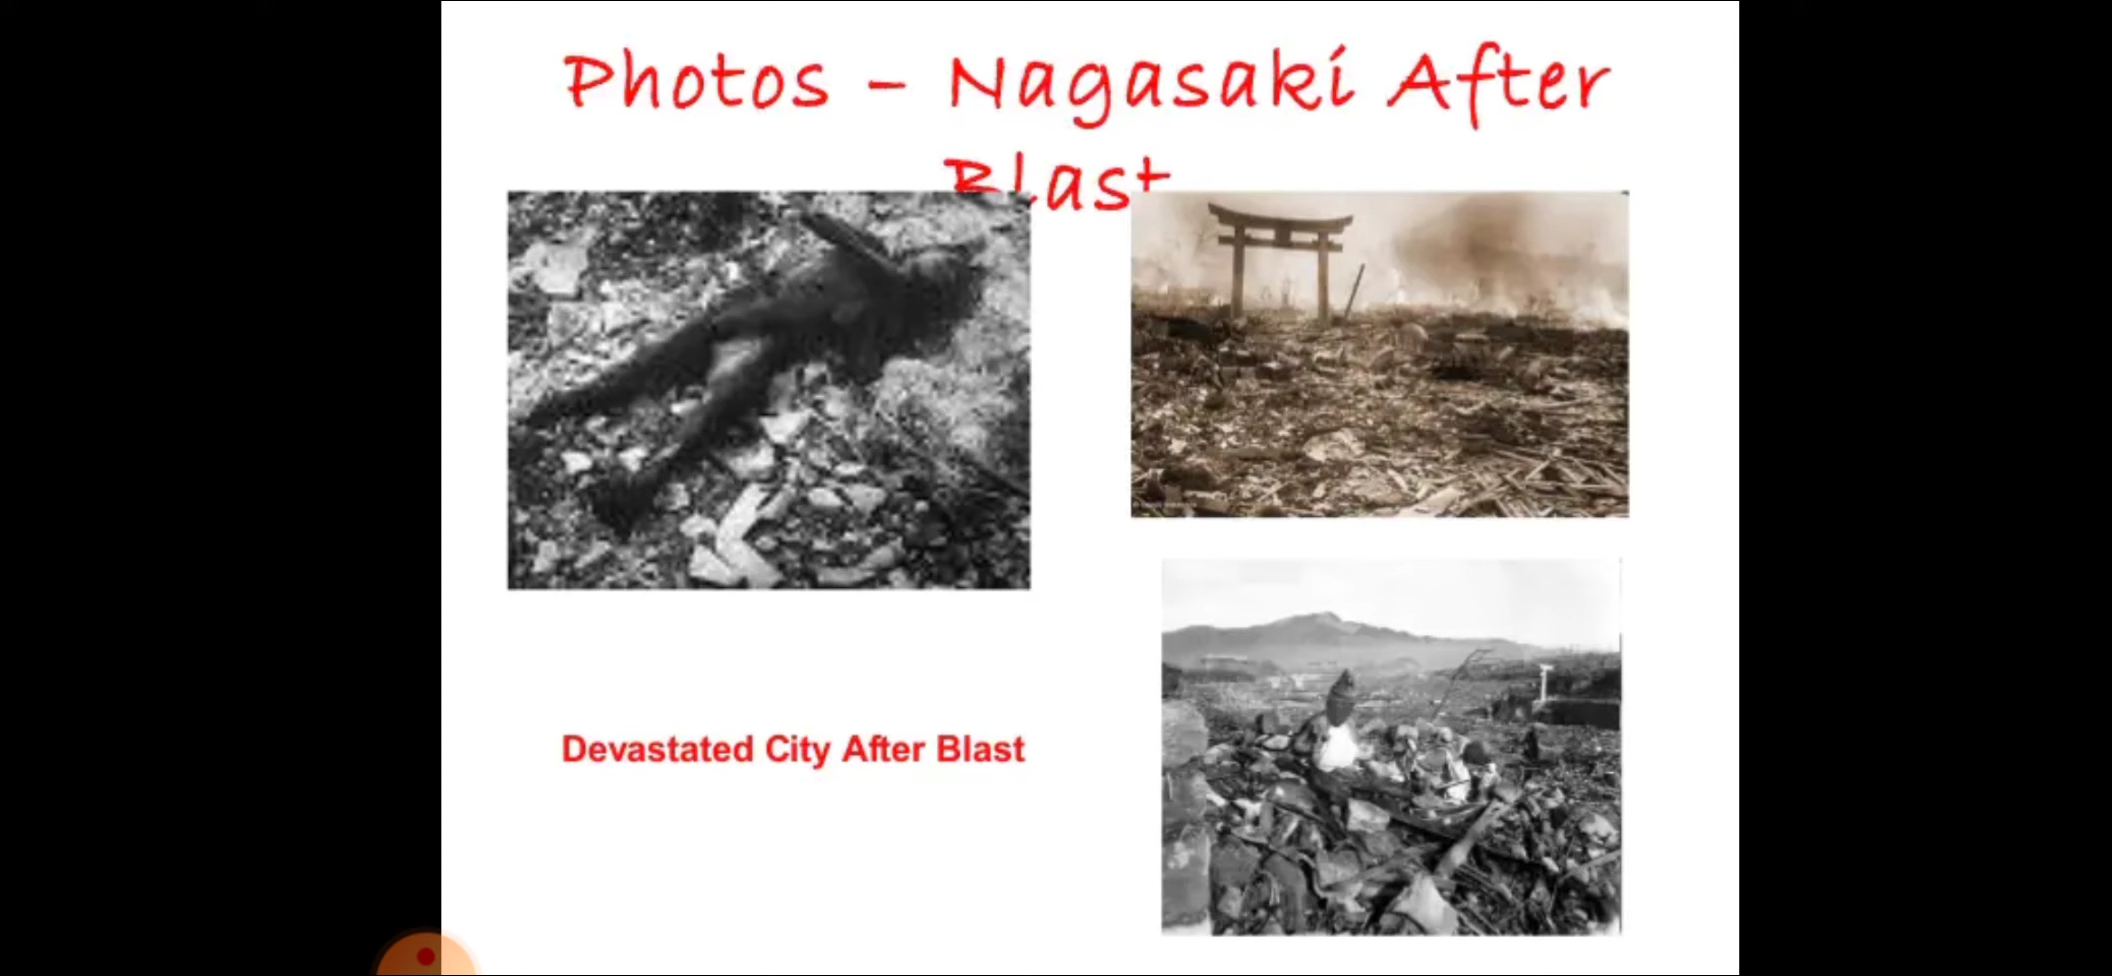 Photos - Nagasaki After
Blast
Devastated City After Blast